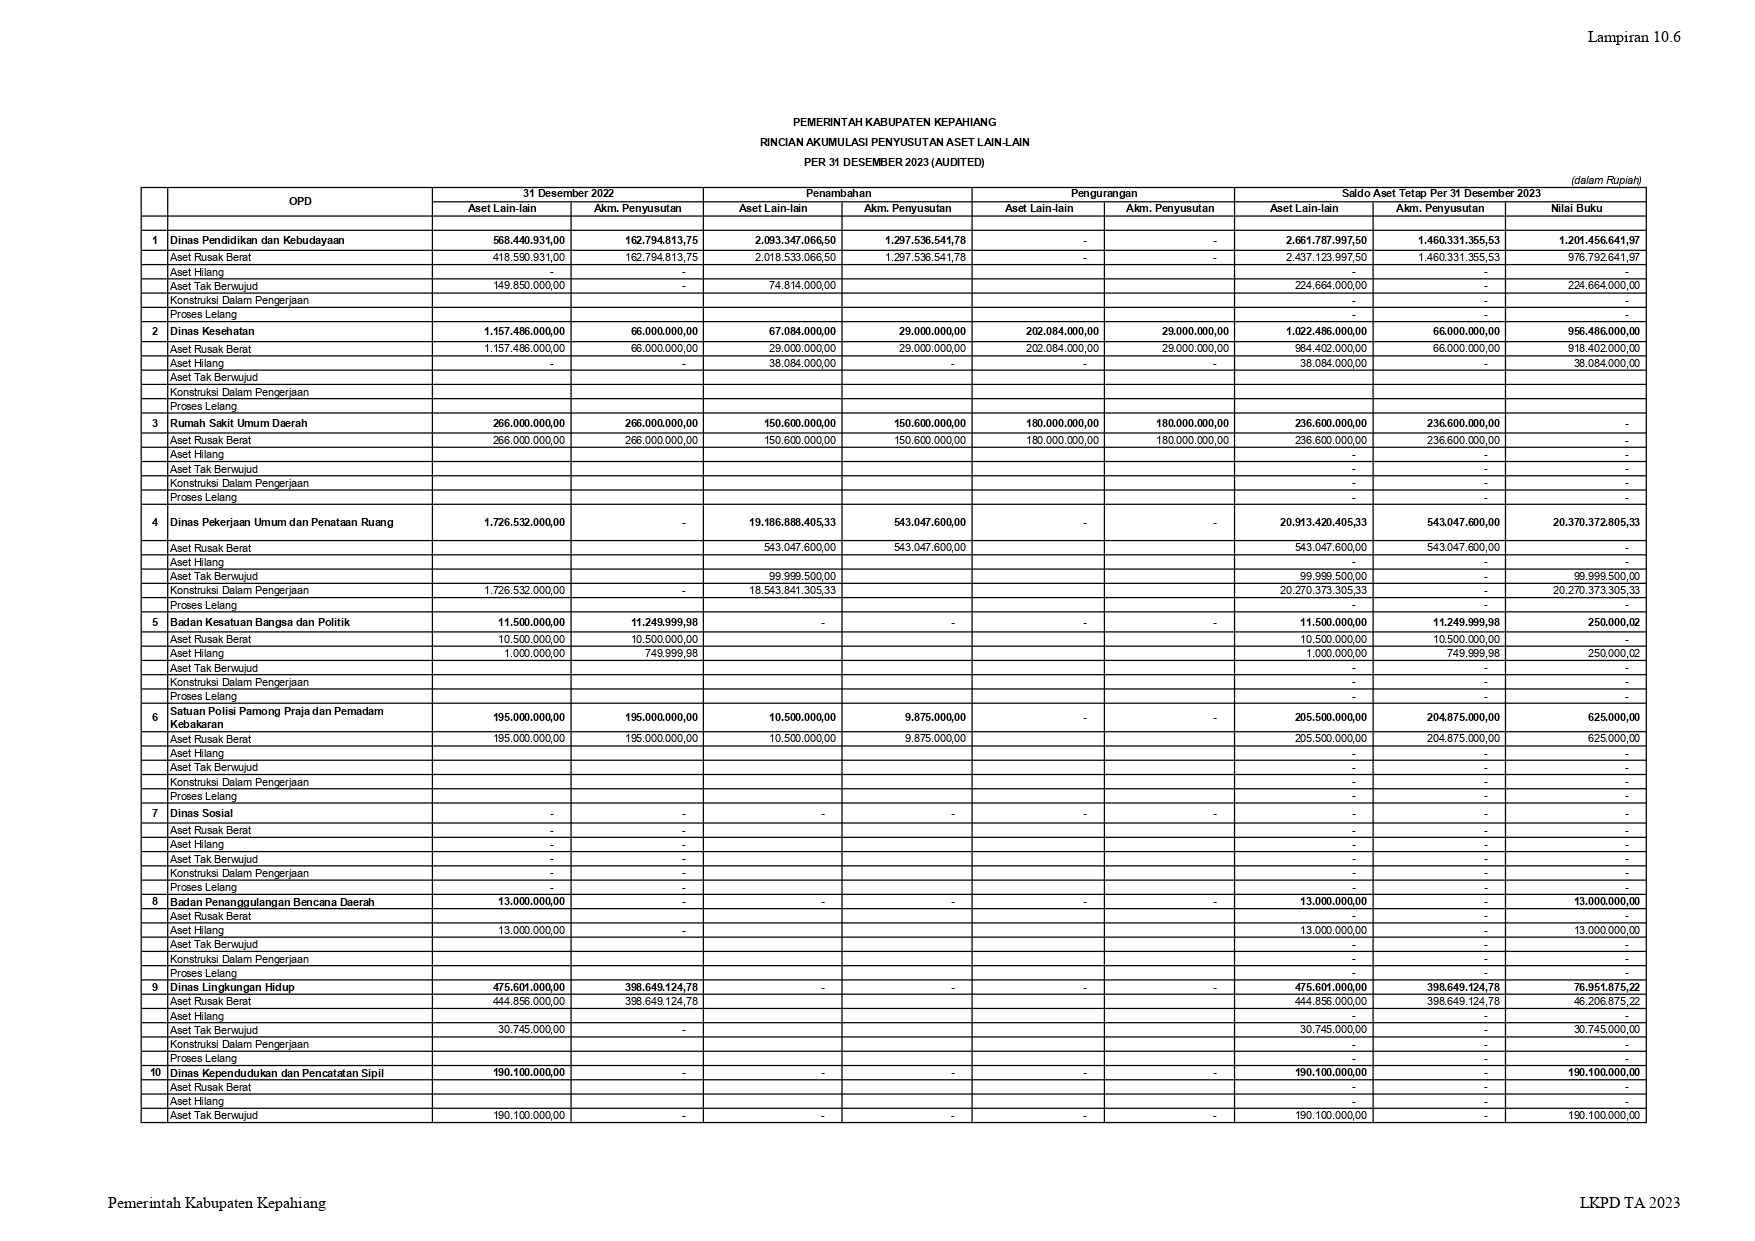 Lampiran 10.6
PEMERINTAH KABUPATEN KEPAHIANG
RINCIAN AKUMULASI PENYUSUTAN ASET LAIN-LAIN
PER 31 DESEMBER 2023 (AUDITED)
(dalam Rupiah)
OPD 31 Desember 2022 Penambahan Pengurangan Saldo Aset Tetap Per 31 Desember 2023
Aset Lain-lain Akm. Penyusutan Aset Lain-lain Akm. Penyusutan Aset Lain-lain Akm. Penyusutan Aset Lain-lain Akm. Penyusutan Nilai Buku
1 Dinas Pendidikan dan Kebudayaan 568.440.931,00 162.794.813,75 2.093.347.066,50 1.297.536.541,78 - - 2.661.787.997,50 1.460.331.355,53 1.201.456.641,97
Aset Rusak Berat 418.590.931,00 162.794.813,75 2.018.533.066,50 1.297.536.541,78 - - 2.437.123.997,50 1.460.331.355,53 976.792.641,97
Aset Hilang - - - - -
Aset Tak Berwujud 149.850.000,00 - 74.814.000,00 224.664.000,00 - 224.664.000,00
Konstruksi Dalam Pengerjaan - - -
Proses Lelang - - -
2 Dinas Kesehatan 1.157.486.000,00 66.000.000,00 67.084.000,00 29.000.000,00 202.084.000,00 29.000.000,00 1.022.486.000,00 66.000.000,00 956.486.000,00
Aset Rusak Berat 1.157.486.000,00 66.000.000,00 29.000.000,00 29.000.000,00 202.084.000,00 29.000.000,00 984.402.000,00 66.000.000,00 918.402.000,00
Aset Hilang - - 38.084.000,00 - - - 38.084.000,00 - 38.084.000,00
Aset Tak Berwujud
Konstruksi Dalam Pengerjaan
Proses Lelang
3 Rumah Sakit Umum Daerah 266.000.000,00 266.000.000,00 150.600.000,00 150.600.000,00 180.000.000,00 180.000.000,00 236.600.000,00 236.600.000,00 -
Aset Rusak Berat 266.000.000,00 266.000.000,00 150.600.000,00 150.600.000,00 180.000.000,00 180.000.000,00 236.600.000,00 236.600.000,00 -
Aset Hilang - - -
Aset Tak Berwujud - - -
Konstruksi Dalam Pengerjaan - - -
Proses Lelang - - -
4 Dinas Pekerjaan Umum dan Penataan Ruang 1.726.532.000,00 - 19.186.888.405,33 543.047.600,00 - - 20.913.420.405,33 543.047.600,00 20.370.372.805,33
Aset Rusak Berat 543.047.600,00 543.047.600,00 543.047.600,00 543.047.600,00 -
Aset Hilang - - -
Aset Tak Berwujud 99.999.500,00 99.999.500,00 - 99.999.500,00
Konstruksi Dalam Pengerjaan 1.726.532.000,00 - 18.543.841.305,33 20.270.373.305,33 - 20.270.373.305,33
Proses Lelang - - -
5 Badan Kesatuan Bangsa dan Politik 11.500.000,00 11.249.999,98 - - - - 11.500.000,00 11.249.999,98 250.000,02
Aset Rusak Berat 10.500.000,00 10.500.000,00 10.500.000,00 10.500.000,00 -
Aset Hilang 1.000.000,00 749.999,98 1.000.000,00 749.999,98 250.000,02
Aset Tak Berwujud - - -
Konstruksi Dalam Pengerjaan - - -
Proses Lelang - - -
6 Satuan Polisi Pamong Praja dan Pemadam
Kebakaran 195.000.000,00 195.000.000,00 10.500.000,00 9.875.000,00 - - 205.500.000,00 204.875.000,00 625.000,00
Aset Rusak Berat 195.000.000,00 195.000.000,00 10.500.000,00 9.875.000,00 205.500.000,00 204.875.000,00 625.000,00
Aset Hilang - - -
Aset Tak Berwujud - - -
Konstruksi Dalam Pengerjaan - - -
Proses Lelang - - -
7 Dinas Sosial - - - - - - - - -
Aset Rusak Berat - - - - -
Aset Hilang - - - - -
Aset Tak Berwujud - - - - -
Konstruksi Dalam Pengerjaan - - - - -
Proses Lelang - - - - -
8 Badan Penanggulangan Bencana Daerah 13.000.000,00 - - - - - 13.000.000,00 - 13.000.000,00
Aset Rusak Berat - - -
Aset Hilang 13.000.000,00 - 13.000.000,00 - 13.000.000,00
Aset Tak Berwujud - - -
Konstruksi Dalam Pengerjaan - - -
Proses Lelang - - -
9 Dinas Lingkungan Hidup 475.601.000,00 398.649.124,78 - - - - 475.601.000,00 398.649.124,78 76.951.875,22
Aset Rusak Berat 444.856.000,00 398.649.124,78 444.856.000,00 398.649.124,78 46.206.875,22
Aset Hilang - - -
Aset Tak Berwujud 30.745.000,00 - 30.745.000,00 - 30.745.000,00
Konstruksi Dalam Pengerjaan - - -
Proses Lelang - - -
10 Dinas Kependudukan dan Pencatatan Sipil 190.100.000,00 - - - - - 190.100.000,00 - 190.100.000,00
Aset Rusak Berat - - -
Aset Hilang - - -
Aset Tak Berwujud 190.100.000,00 - - - - - 190.100.000,00 - 190.100.000,00
Pemerintah Kabupaten Kepahiang LKPD TA 2023